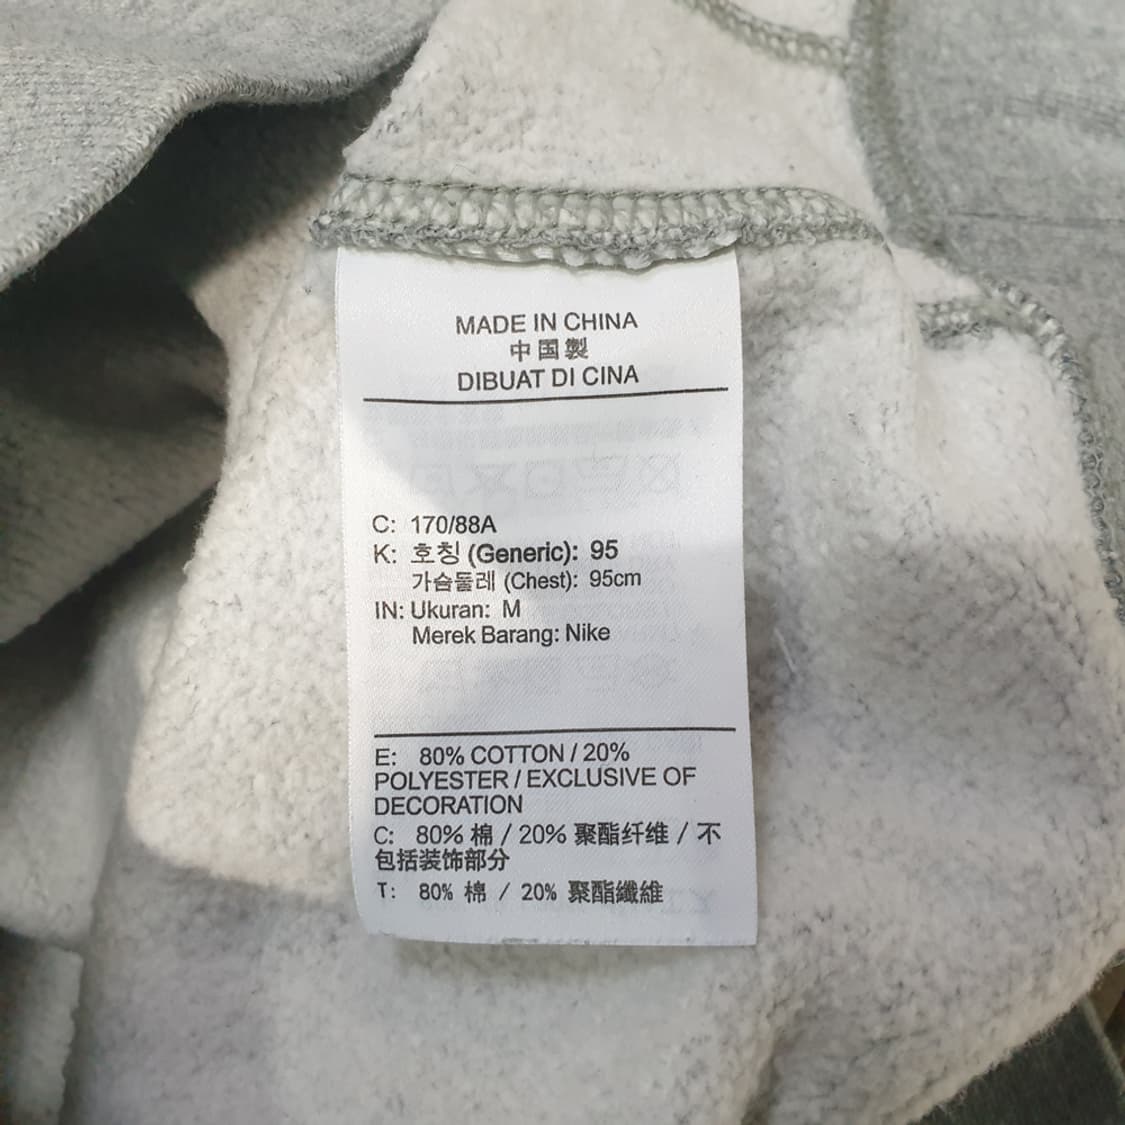 MADE IN CHINA
中国製
DIBUAT DI CINA
C: 170/88A
K: 호칭 (Generic): 95
가슴둘레 (Chest): 95cm
IN: Ukuran: M
Merek Barang: Nike
E: 80% COTTON / 20%
POLYESTER / EXCLUSIVE OF
DECORATION
C: 80% 棉 / 20% 聚酯纤维 / 不
包括装饰部分
T: 80% 棉 / 20% 聚酯纖維